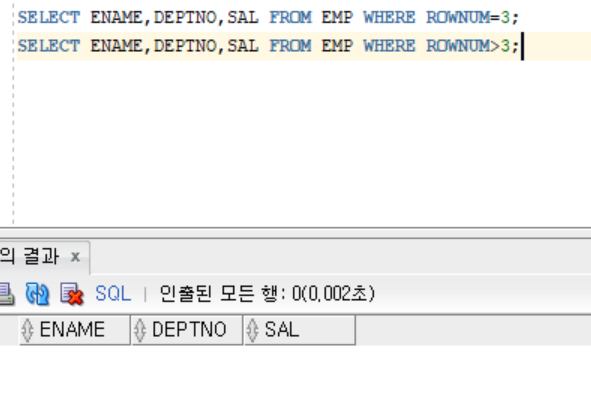 SELECT ENAME,DEPTNO,SAL FROM EMP WHERE ROWNUM=3;
SELECT ENAME,DEPTNO,SAL FROM EMP WHERE ROWNUM>3;
의 결과 x
SQL | 인출된 모든 행: 0(0,002초)
ENAME DEPTNO SAL